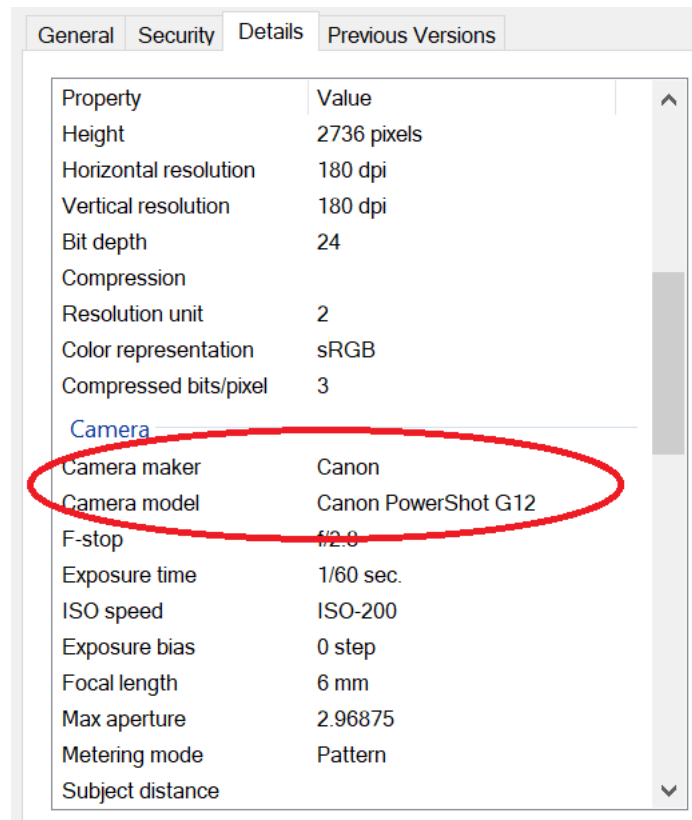 General Security Details Previous Versions
Property Value
Height 2736 pixels
Horizontal resolution 180 dpi
Vertical resolution 180 dpi
Bit depth 24
Compression
Resolution unit 2
Color representation sRGB
Compressed bits/pixel 3
Camera
Camera maker Canon
Camera model Canon PowerShot G12
F-stop f/2.8
Exposure time 1/60 sec.
ISO speed ISO-200
Exposure bias 0 step
Focal length 6 mm
Max aperture 2.96875
Metering mode Pattern
Subject distance